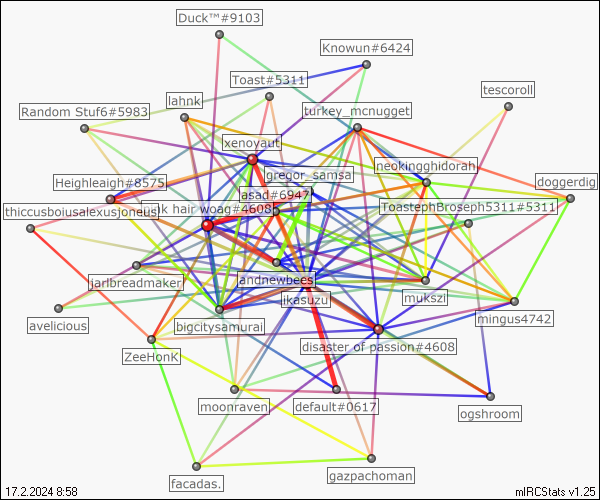 Duck™#9103
Knowun#6424
Toast#5311
tescoroll
lahnk
Random Stuf6#5983
turkey_mcnugget
xenoyaut
neokingghidorah
gregor_samsa
Heighleaigh#8575
doggerdig
asad#6947
thiccusboiusalexusjoneus
hair woag#4608
ToastephBroseph5311#5311
jarlbreadmaker
andnewbees
mukszi
ikasuzu
avelicious
bigcitysamurai
mingus4742
ZeeHonK
disaster of passion#4608
moonraven
default#0617
ogshroom
facadas.
gazpachoman
17.2.2024 8:58
mIRCStats v1.25